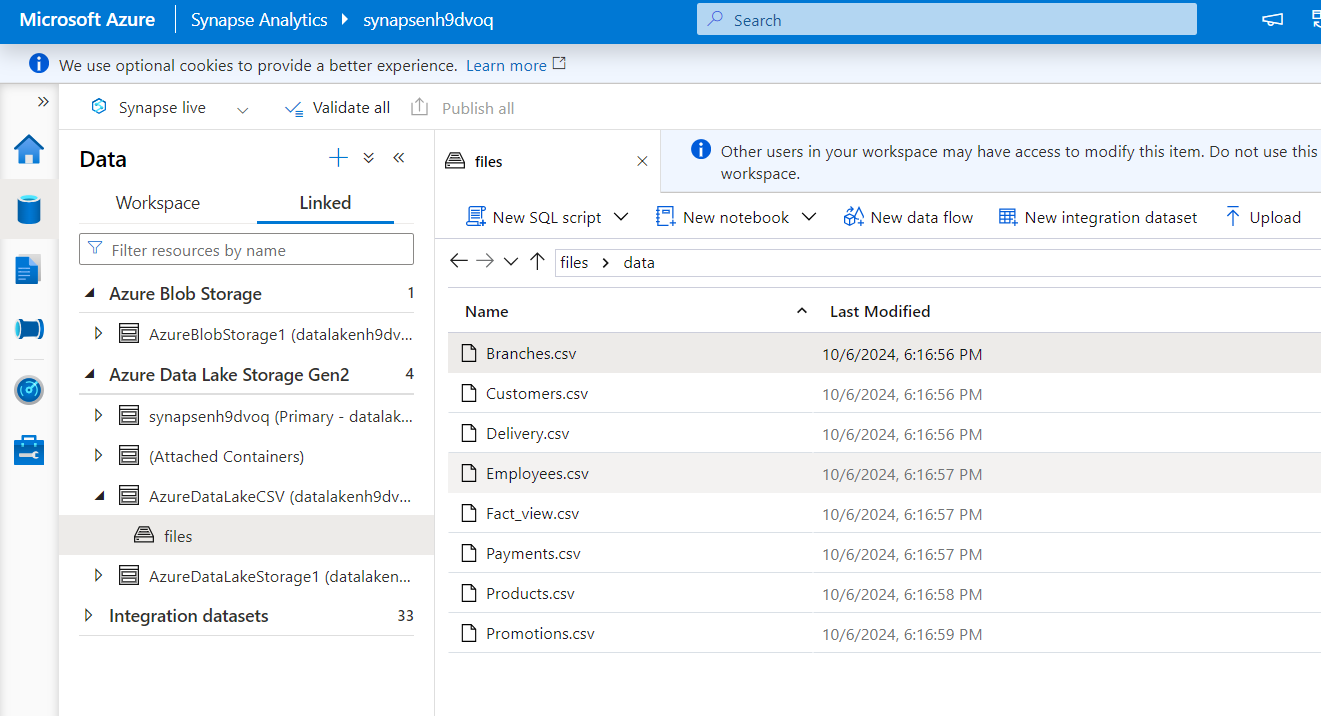 Microsoft Azure
Synapse Analytics
synapsenh9dvoq
Search
We use optional cookies to provide a better experience. Learn more
Synapse live
Validate all
Publish all
Data
Workspace
Linked
Filter resources by name
Azure Blob Storage 1
AzureBlobStorage1 (datalakenh9dv...
Azure Data Lake Storage Gen2 4
synapsenh9dvoq (Primary - datalak...
(Attached Containers)
AzureDataLakeCSV (datalakenh9dv...
files
AzureDataLakeStorage1 (datalaken...
Integration datasets 33
files
Other users in your workspace may have access to modify this item. Do not use this
workspace.
New SQL script
New notebook
New data flow
New integration dataset
Upload
files > data
Name Last Modified
Branches.csv 10/6/2024, 6:16:56 PM
Customers.csv 10/6/2024, 6:16:56 PM
Delivery.csv 10/6/2024, 6:16:56 PM
Employees.csv 10/6/2024, 6:16:57 PM
Fact_view.csv 10/6/2024, 6:16:57 PM
Payments.csv 10/6/2024, 6:16:57 PM
Products.csv 10/6/2024, 6:16:58 PM
Promotions.csv 10/6/2024, 6:16:59 PM